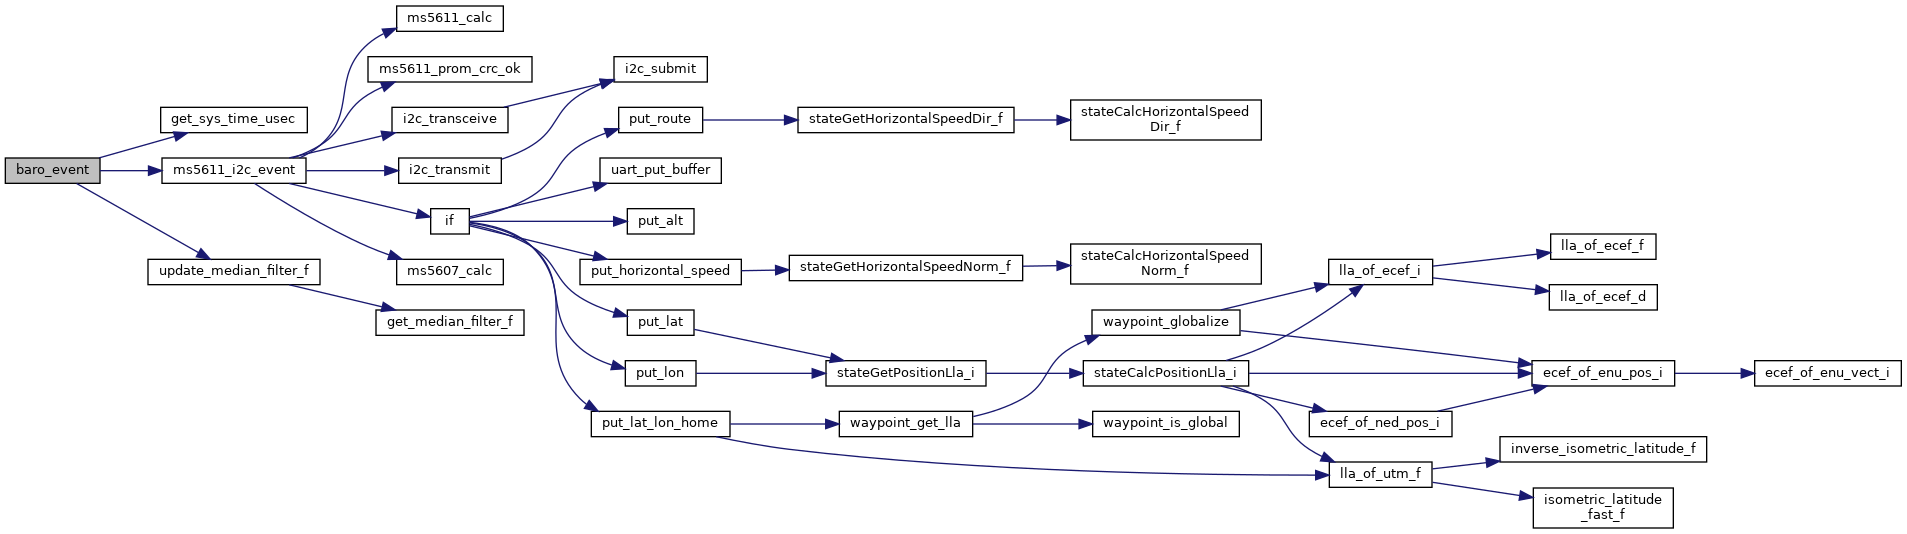 ms5611_calc
ms5611_prom_crc_ok
i2c_submit
get_sys_time_usec
i2c_transceive
put_route
stateGetHorizontalSpeedDir_f
stateCalcHorizontalSpeed
Dir_f
baro_event
ms5611_i2c_event
i2c_transmit
uart_put_buffer
if
put_alt
update_median_filter_f
ms5607_calc
put_horizontal_speed
stateGetHorizontalSpeedNorm_f
stateCalcHorizontalSpeed
Norm_f
lla_of_ecef_i
lla_of_ecef_f
lla_of_ecef_d
get_median_filter_f
put_lat
waypoint_globalize
put_lon
stateGetPositionLla_i
stateCalcPositionLla_i
ecef_of_enu_pos_i
ecef_of_enu_vect_i
put_lat_lon_home
waypoint_get_lla
waypoint_is_global
ecef_of_ned_pos_i
inverse_isometric_latitude_f
lla_of_utm_f
isometric_latitude
_fast_f